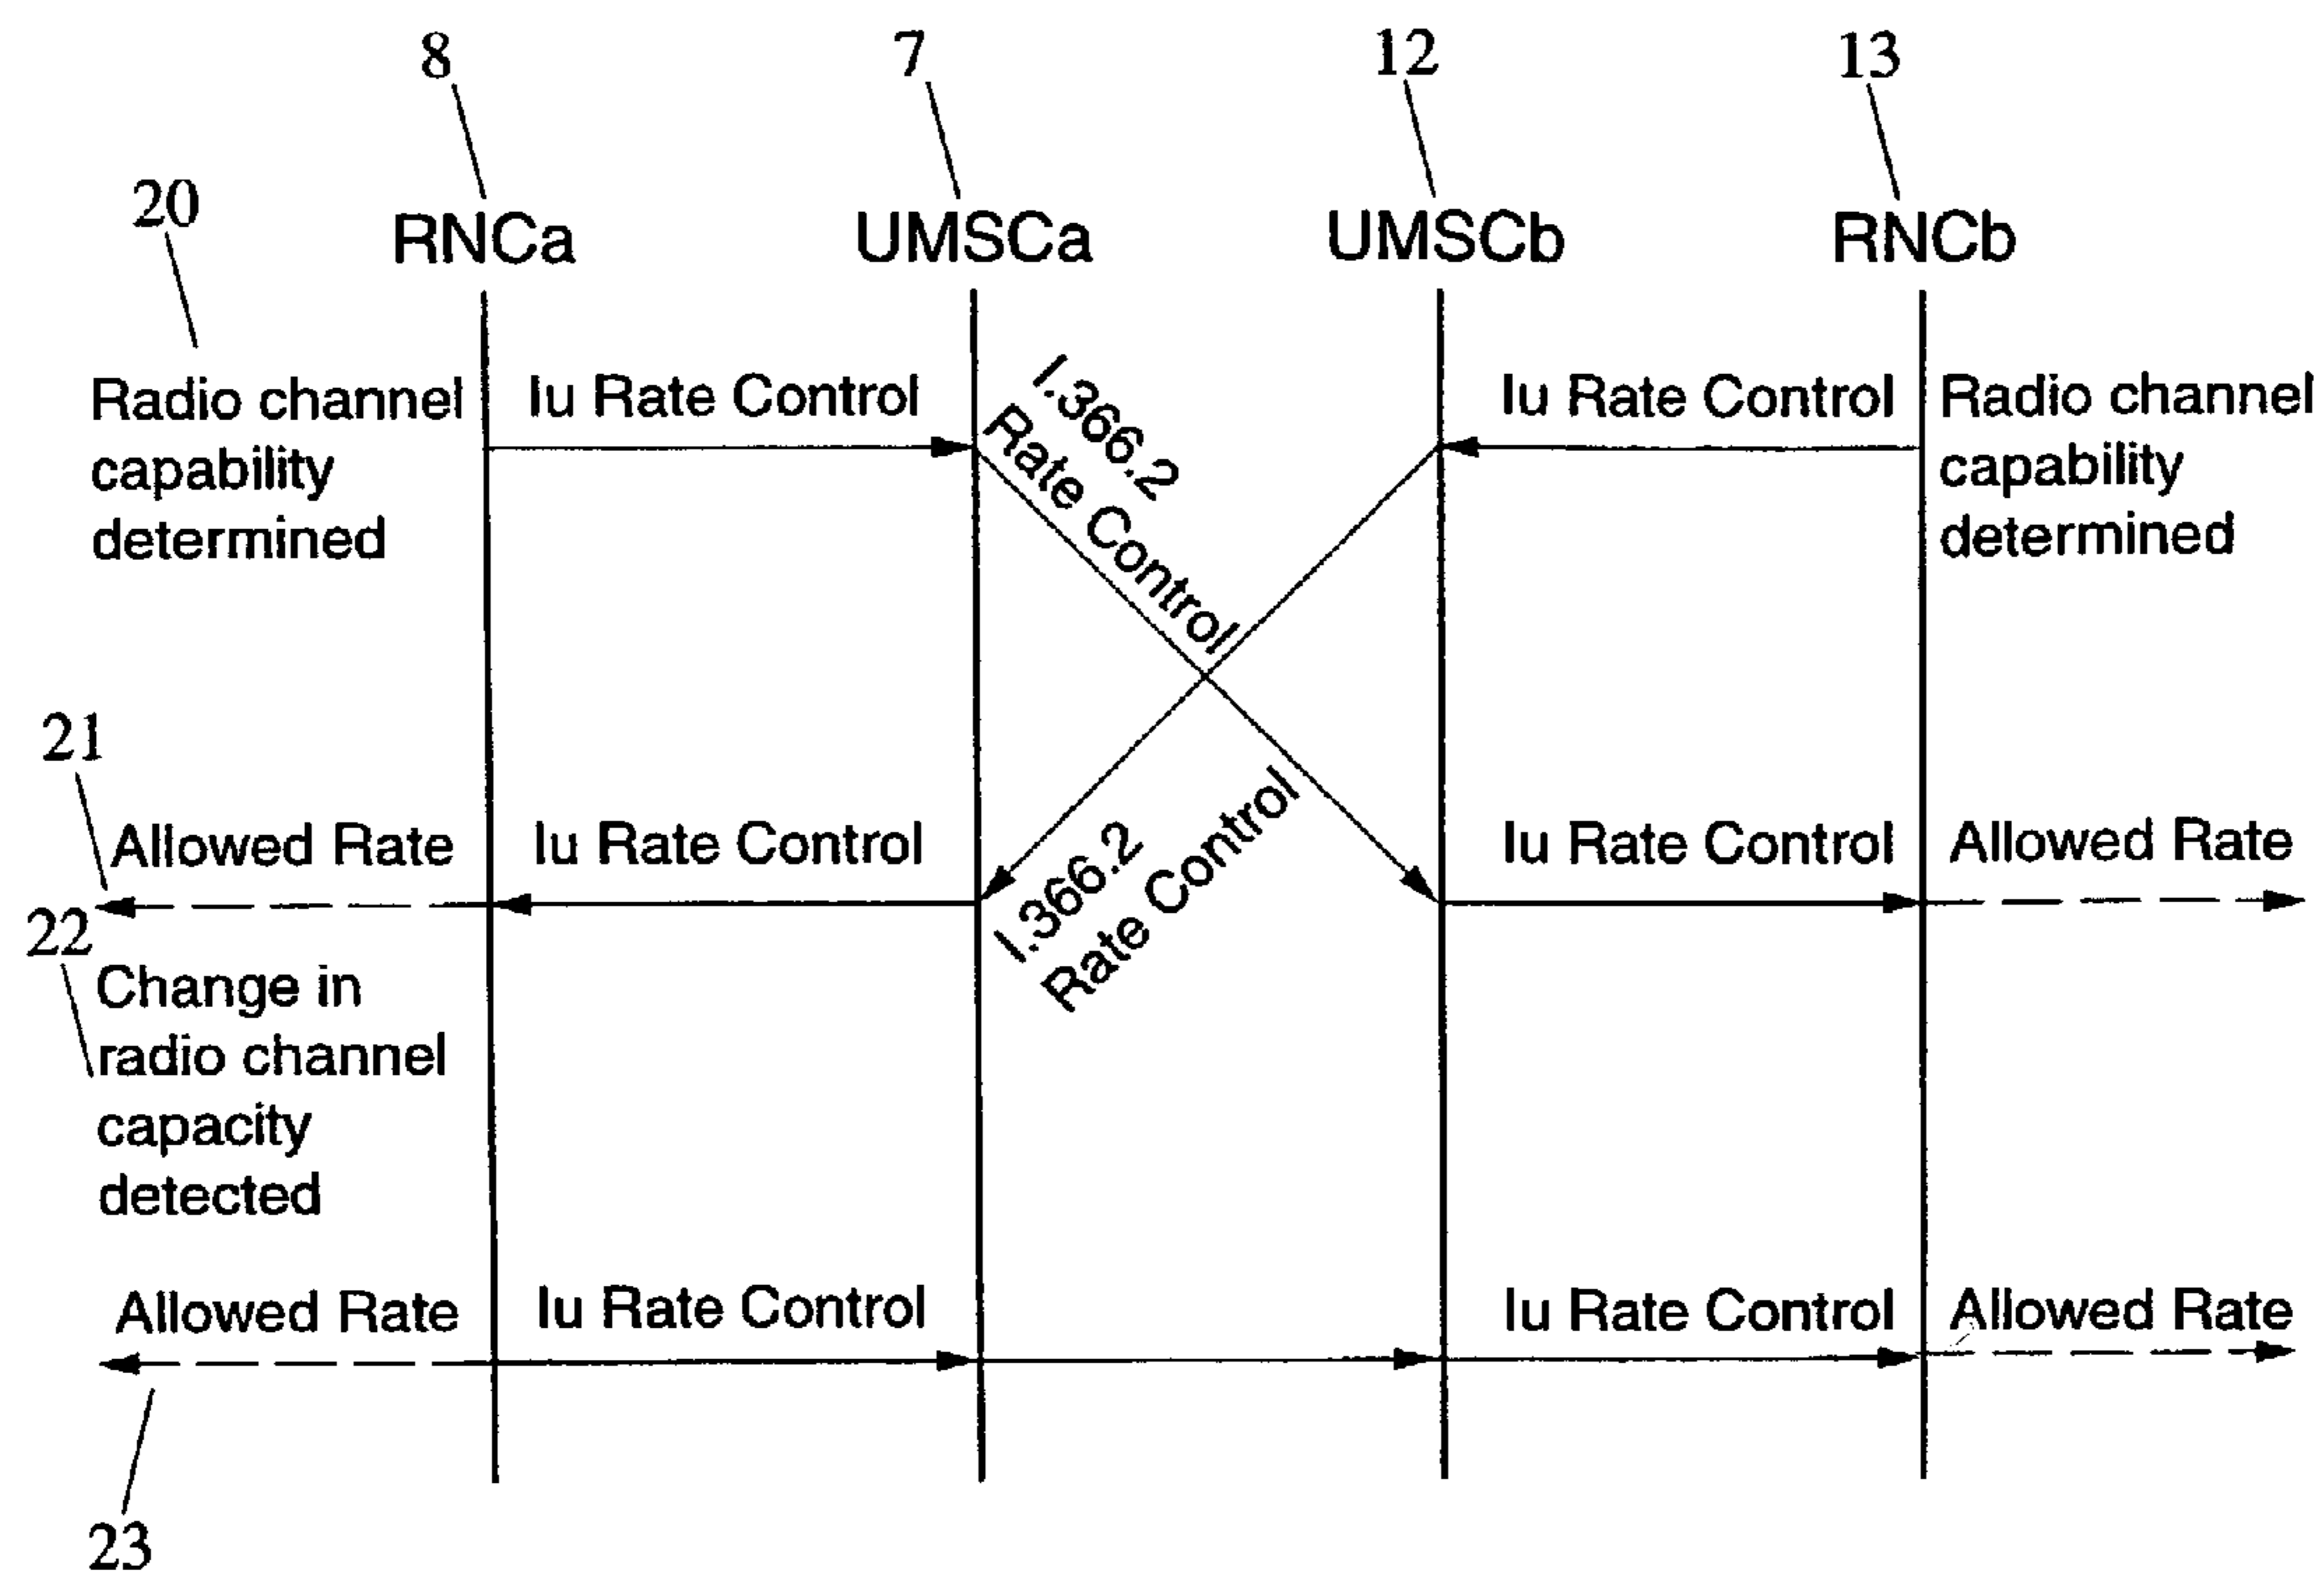 8
7
12
13
20
RNCa
UMSCa
UMSCb
RNCb
Radio channel
capability
determined
Iu Rate Control
I.366.2
Rate Control
Iu Rate Control
Radio channel
capability
determined
21
Allowed Rate
Iu Rate Control
I.366.2
Rate Control
Iu Rate Control
Allowed Rate
22
Change in
radio channel
capacity
detected
Allowed Rate
Iu Rate Control
Iu Rate Control
Allowed Rate
23